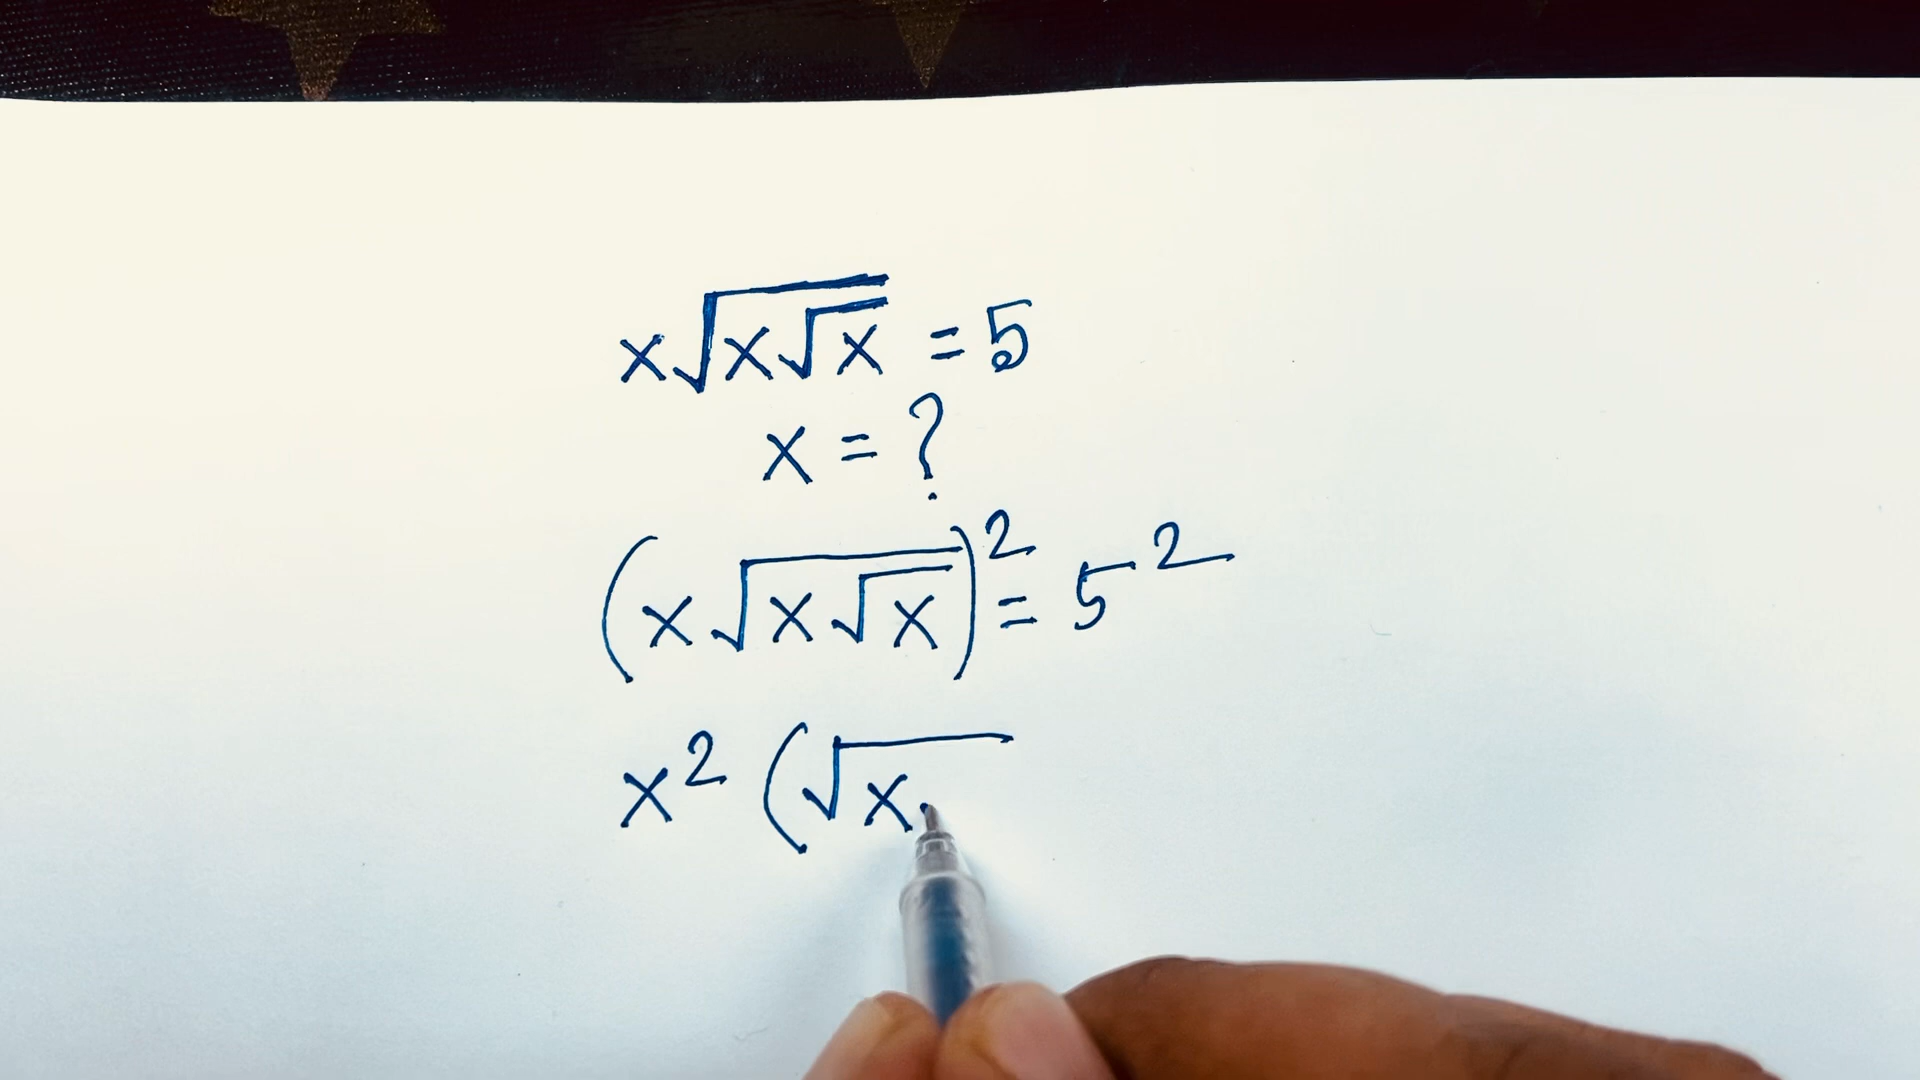 x√(x√x) = 5
x = ?
(x√(x√x))² = 5²
x² (√x